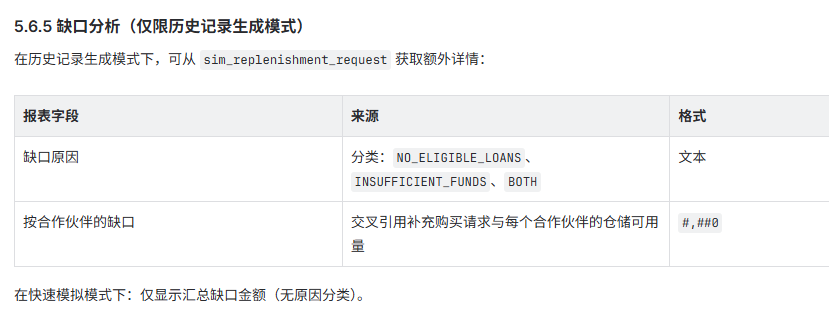 5.6.5 缺口分析（仅限历史记录生成模式）
在历史记录生成模式下，可从 sim_replenishment_request 获取额外详情：
报表字段 来源 格式
缺口原因 分类：NO_ELIGIBLE_LOANS、 文本
INSUFFICIENT_FUNDS、BOTH
按合作伙伴的缺口 交叉引用补充购买请求与每个合作伙伴的仓储可用 #,##0
量
在快速模拟模式下：仅显示汇总缺口金额（无原因分类）。